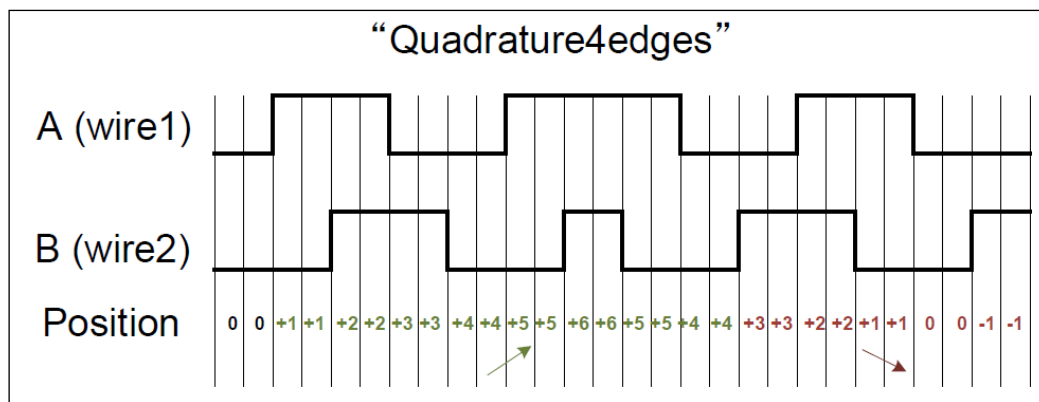 “Quadrature4edges”
A (wire1)
B (wire2)
Position 0 0 +1 +1 +2 +2 +3 +3 +4 +4 +5 +5 +6 +6 +5 +5 +4 +4 +3 +3 +2 +2 +1 +1 0 0 -1 -1